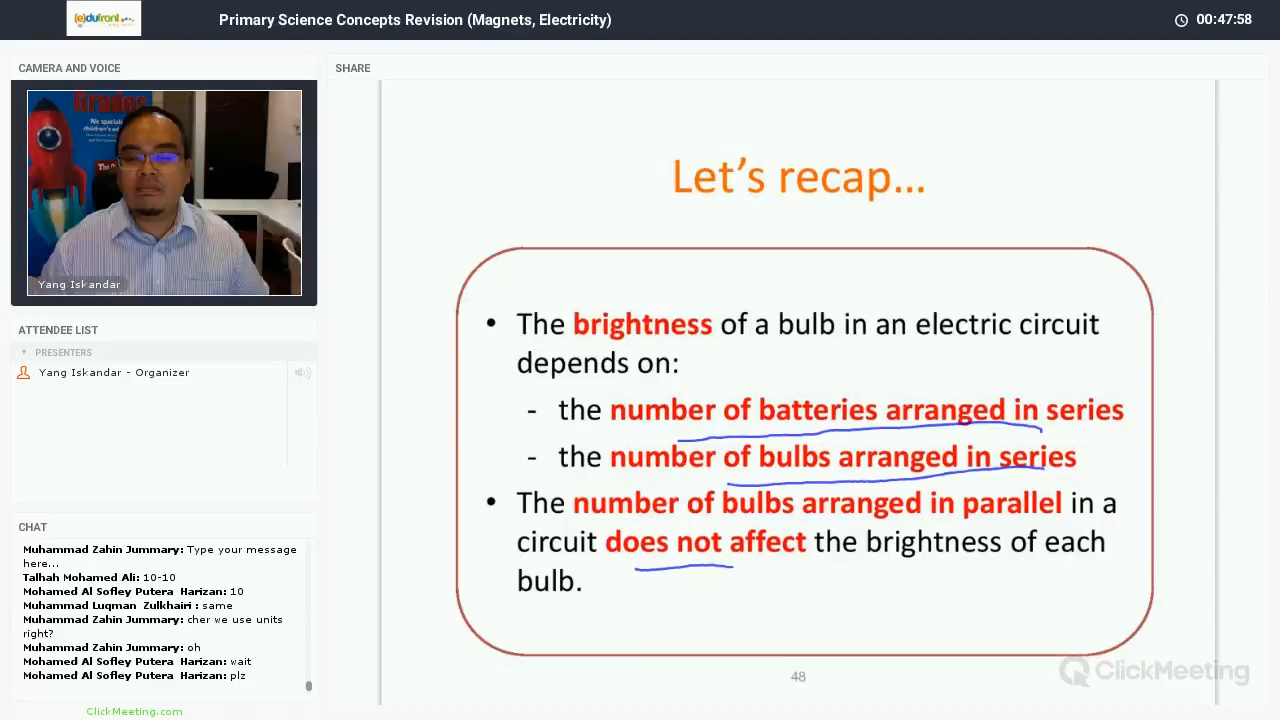 (e)dufront
Primary Science Concepts Revision (Magnets, Electricity)
00:47:58
CAMERA AND VOICE
Grades
We speciali
children's ed
Yang Iskandar
ATTENDEE LIST
PRESENTERS
Yang Iskandar - Organizer
CHAT
Muhammad Zahin Jummary: Type your message
here...
Talhah Mohamed Ali: 10-10
Mohamed Al Sofley Putera Harizan: 10
Muhammad Luqman Zulkhairi : same
Muhammad Zahin Jummary: cher we use units
right?
Muhammad Zahin Jummary: oh
Mohamed Al Sofley Putera Harizan: wait
Mohamed Al Sofley Putera Harizan: plz
ClickMeeting.com
SHARE
Let's recap...
• The brightness of a bulb in an electric circuit
depends on:
- the number of batteries arranged in series
- the number of bulbs arranged in series
• The number of bulbs arranged in parallel in a
circuit does not affect the brightness of each
bulb.
48
ClickMeeting